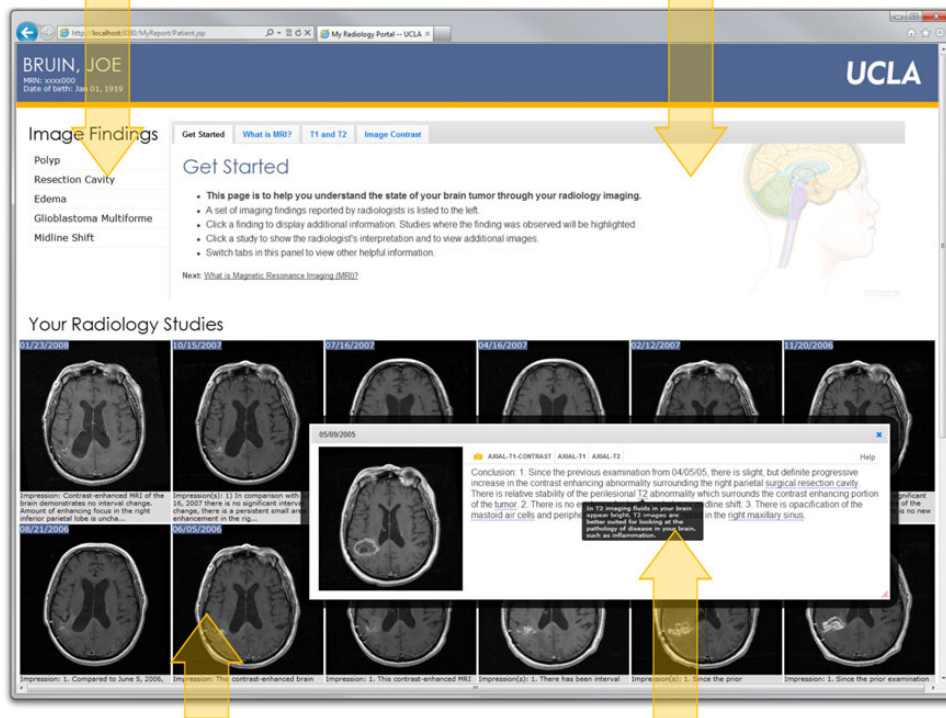 http://localhost:8080/MyReport/Patient.jsp
My Radiology Portal -- UCLA
BRUIN, JOE
MRN: xxxx000
Date of birth: Jan 01, 1919
UCLA
Image Findings
Polyp
Resection Cavity
Edema
Glioblastoma Multiforme
Midline Shift
Get Started What is MRI? T1 and T2 Image Contrast
Get Started
• This page is to help you understand the state of your brain tumor through your radiology imaging.
• A set of imaging findings reported by radiologists is listed to the left.
• Click a finding to display additional information. Studies where the finding was observed will be highlighted.
• Click a study to show the radiologist's interpretation and to view additional images.
• Switch tabs in this panel to view other helpful information.
Next: What is Magnetic Resonance Imaging (MRI)?
Your Radiology Studies
01/23/2008 10/15/2007 07/16/2007 04/16/2007 02/12/2007 11/20/2006
Impression: Contrast-enhanced MRI of the
brain demonstrates no interval change.
Amount of enhancing focus in the right
inferior parietal lobe is uncha...
Impression(s): 1) In comparison with
16, 2007 there is no significant interval
change, there is a persistent small area
enhancement in the rig...
of the
is no new
05/09/2005
AXIAL-T1-CONTRAST AXIAL-T1 AXIAL-T2 Help
Conclusion: 1. Since the previous examination from 04/05/05, there is slight, but definite progressive
increase in the contrast enhancing abnormality surrounding the right parietal surgical resection cavity.
There is relative stability of the perilesional T2 abnormality which surrounds the contrast enhancing portion
of the tumor. 2. There is no midline shift. 3. There is opacification of the
mastoid air cells and in the right maxillary sinus.
In T2 imaging fluids in your brain
appear bright. T2 images are
better suited for looking at the
pathology of disease in your brain,
such as inflammation.
08/21/2006 06/05/2006
Impression: 1. Compared to June 5, 2006,
Impression: This contrast-enhanced brain
Impression: 1. This contrast-enhanced MRI
Impression(s): 1. There has been interval
Impression(s): 1. Since the prior
Impression: 1. Since the prior examination